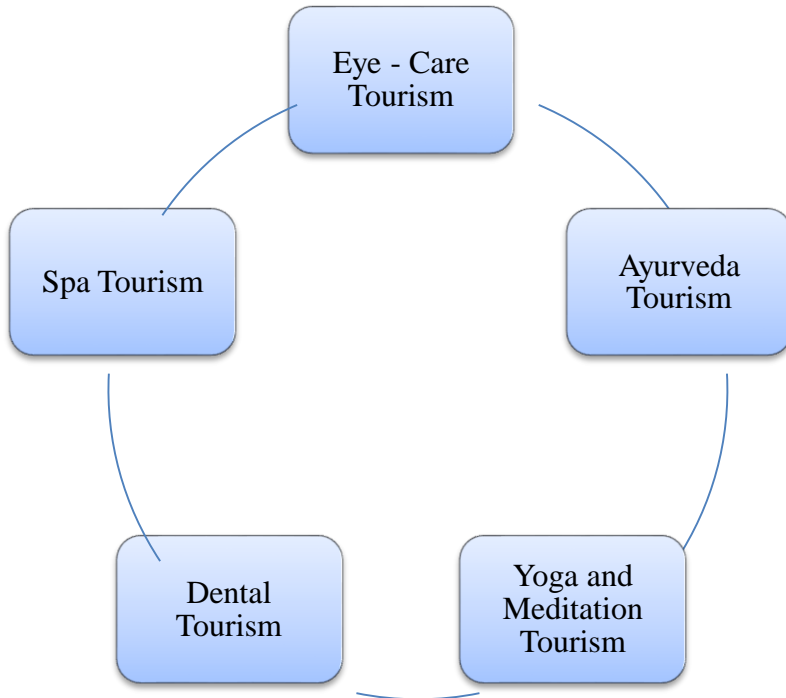 Eye - Care
Tourism
Ayurveda
Tourism
Yoga and
Meditation
Tourism
Dental
Tourism
Spa Tourism